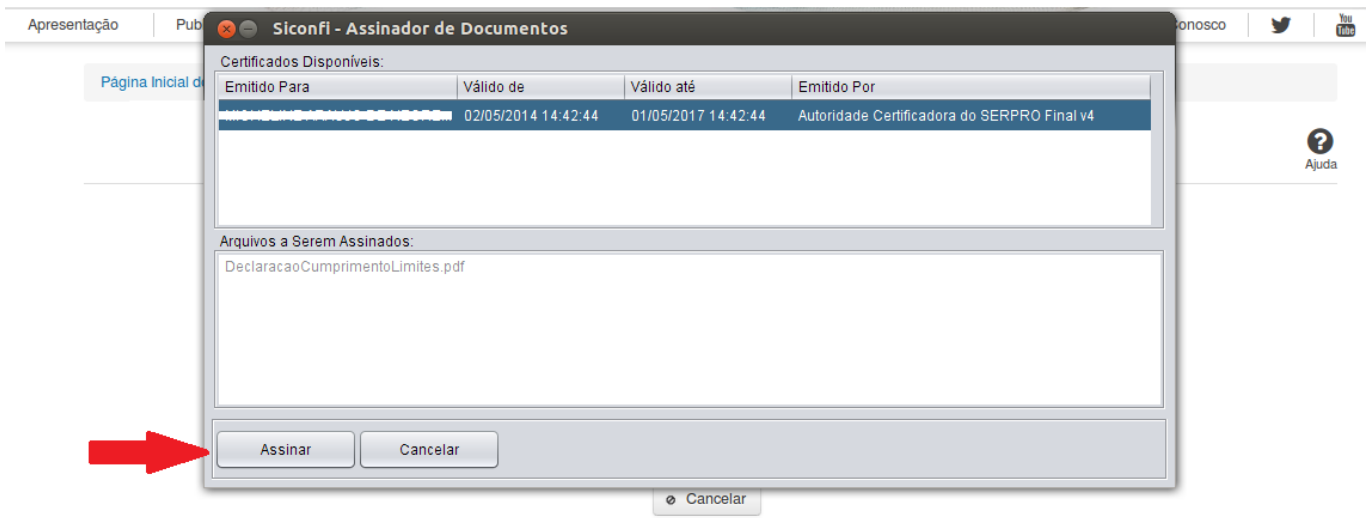 Apresentação
Siconfi - Assinador de Documentos
You
Tube
Certificados Disponíveis:
Página Inicial
Emitido Para Válido de Válido até Emitido Por
02/05/2014 14:42:44 01/05/2017 14:42:44 Autoridade Certificadora do SERPRO Final v4
Ajuda
Arquivos a Serem Assinados:
DeclaracaoCumprimentoLimites.pdf
Assinar Cancelar
Cancelar